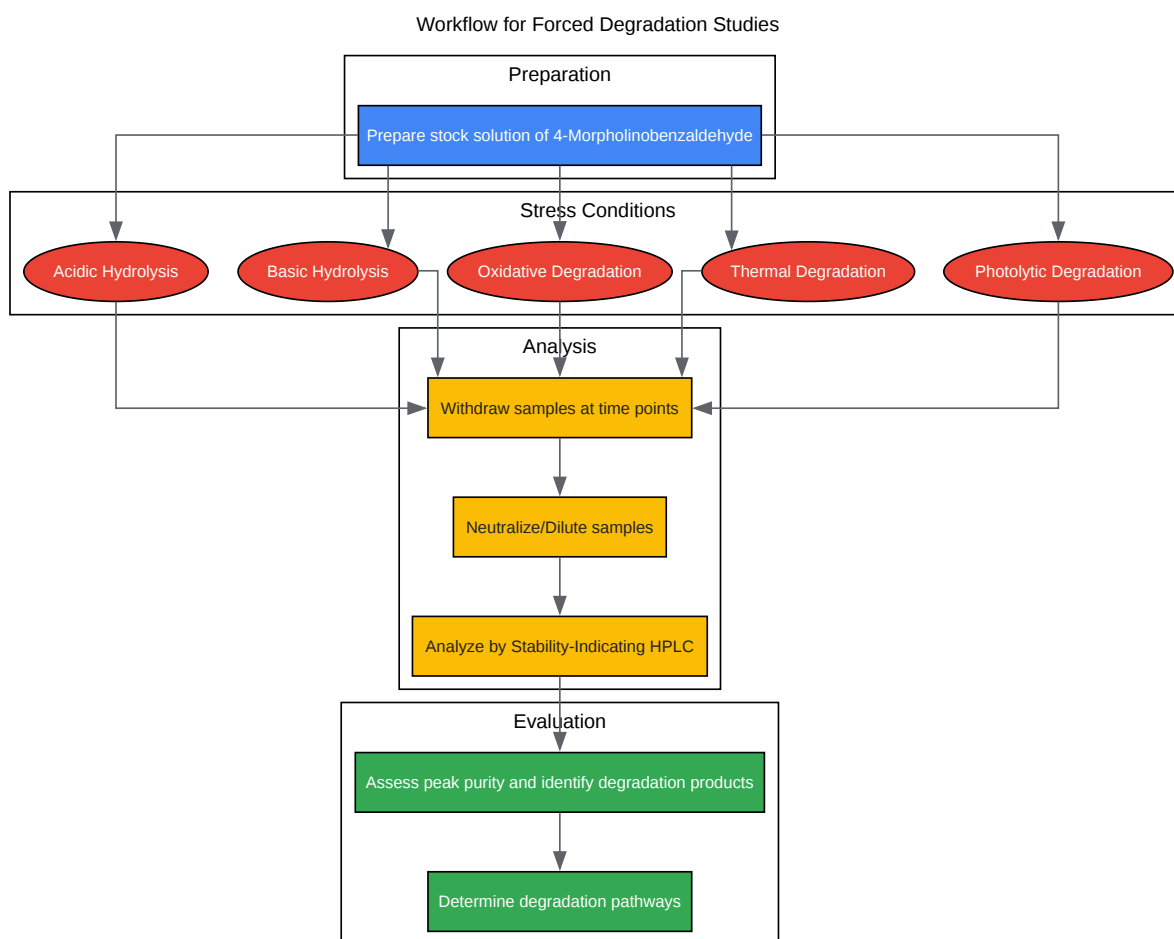 Workflow for Forced Degradation Studies
Preparation
Prepare stock solution of 4-Morpholinobenzaldehyde
Stress Conditions
Acidic Hydrolysis
Basic Hydrolysis
Oxidative Degradation
Thermal Degradation
Photolytic Degradation
Analysis
Withdraw samples at time points
Neutralize/Dilute samples
Analyze by Stability-Indicating HPLC
Evaluation
Assess peak purity and identify degradation products
Determine degradation pathways